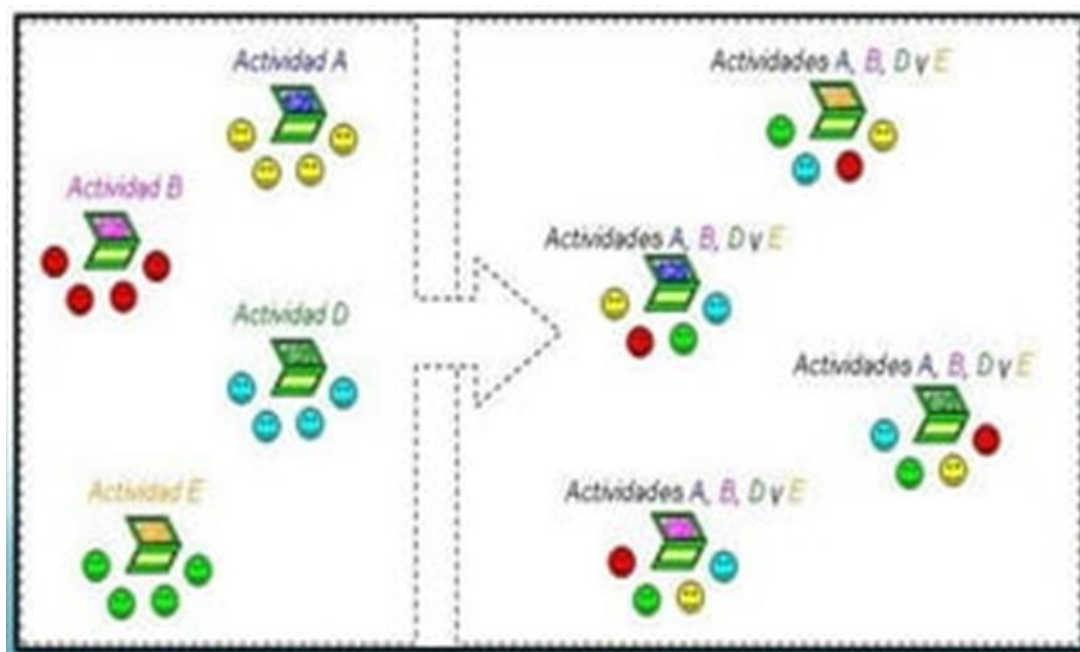 Actividad A
Actividad B
Actividad D
Actividad E
Actividades A, B, D y E
Actividades A, B, D y E
Actividades A, B, D y E
Actividades A, B, D y E